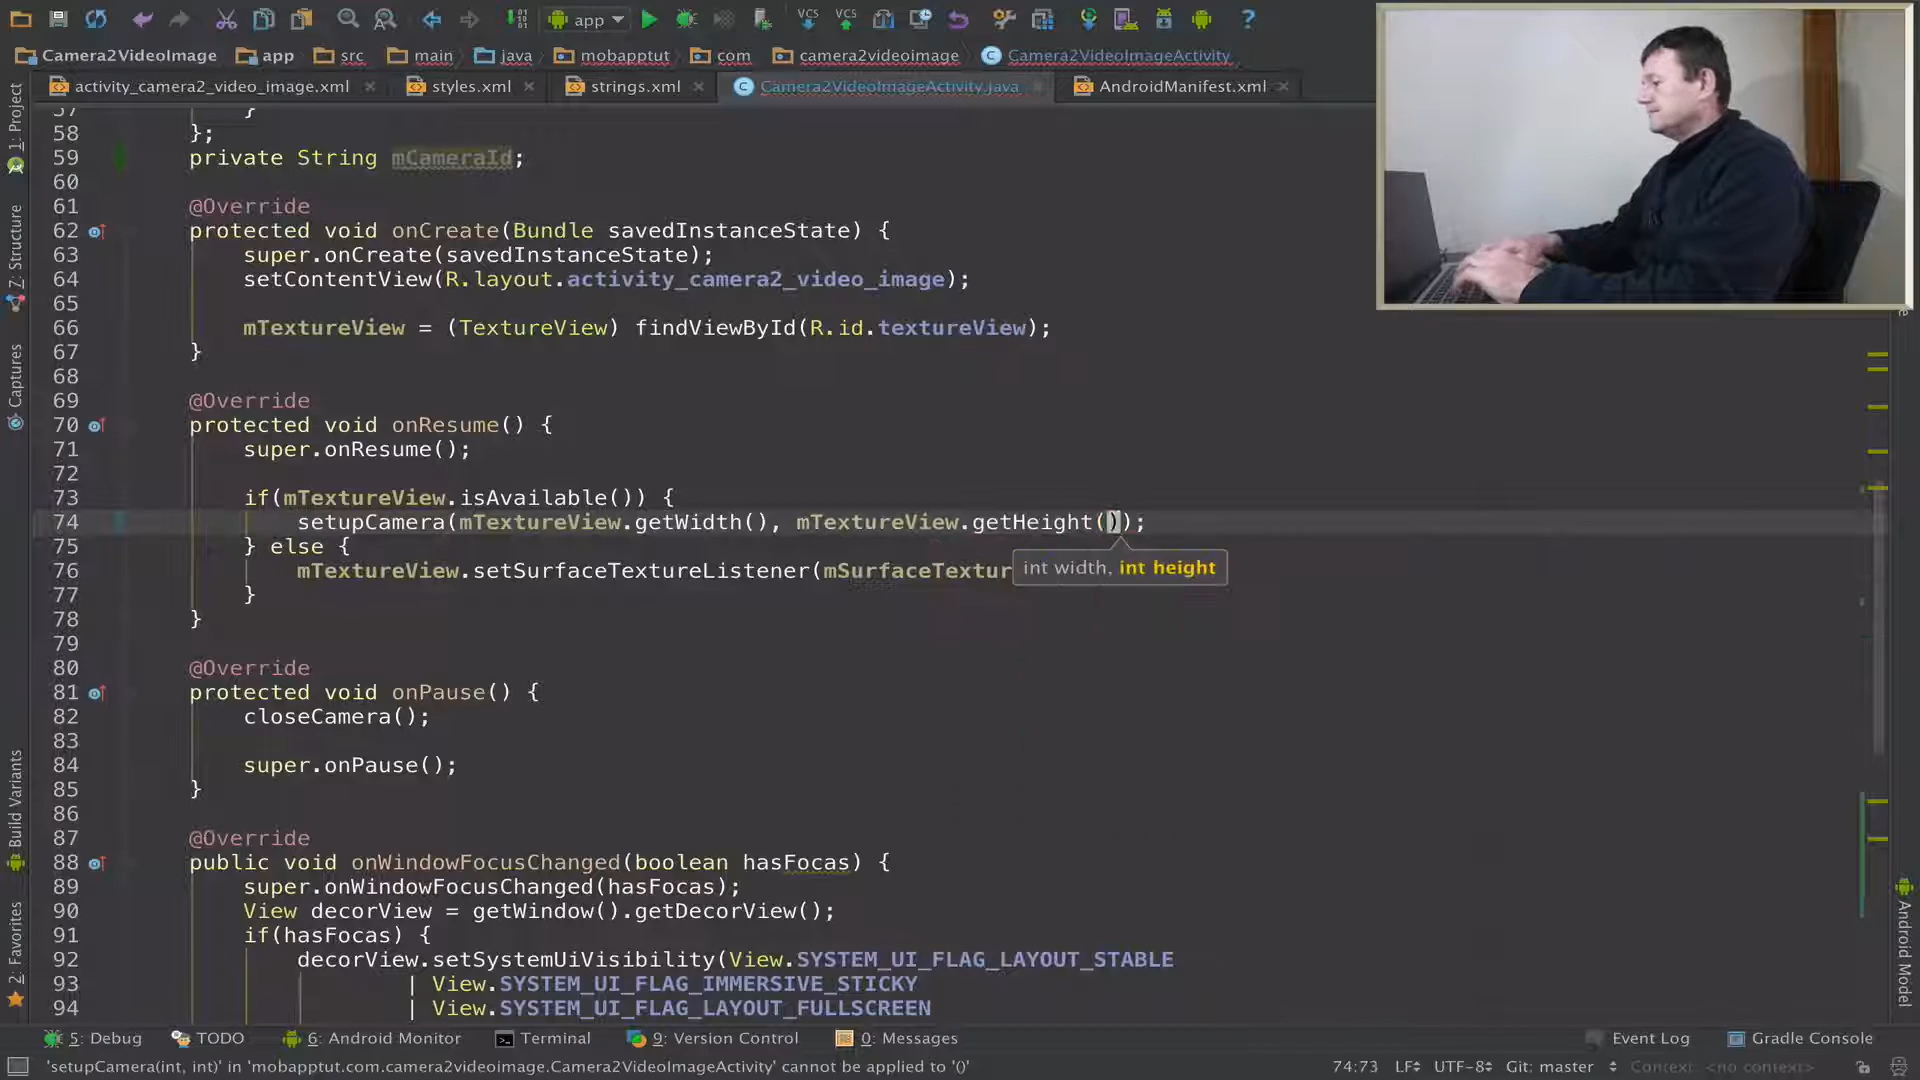 app
VCS
VCS
Camera2VideoImage
app
src
main
java
mobapptut
com
camera2videoimage
Camera2VideoImageActivity
activity_camera2_video_image.xml
styles.xml
strings.xml
Camera2VideoImageActivity.java
AndroidManifest.xml
1: Project
7: Structure
Captures
Build Variants
2: Favorites
Android Model
57 }
58 };
59 private String mCameraId;
60
61 @Override
62 protected void onCreate(Bundle savedInstanceState) {
63 super.onCreate(savedInstanceState);
64 setContentView(R.layout.activity_camera2_video_image);
65
66 mTextureView = (TextureView) findViewById(R.id.textureView);
67 }
68
69 @Override
70 protected void onResume() {
71 super.onResume();
72
73 if(mTextureView.isAvailable()) {
74 setupCamera(mTextureView.getWidth(), mTextureView.getHeight());
75 } else {
76 mTextureView.setSurfaceTextureListener(mSurfaceTextur
int width, int height
77 }
78 }
79
80 @Override
81 protected void onPause() {
82 closeCamera();
83
84 super.onPause();
85 }
86
87 @Override
88 public void onWindowFocusChanged(boolean hasFocas) {
89 super.onWindowFocusChanged(hasFocas);
90 View decorView = getWindow().getDecorView();
91 if(hasFocas) {
92 decorView.setSystemUiVisibility(View.SYSTEM_UI_FLAG_LAYOUT_STABLE
93 | View.SYSTEM_UI_FLAG_IMMERSIVE_STICKY
94 | View.SYSTEM_UI_FLAG_LAYOUT_FULLSCREEN
5: Debug
TODO
6: Android Monitor
Terminal
9: Version Control
0: Messages
Event Log
Gradle Console
'setupCamera(int, int)' in 'mobapptut.com.camera2videoimage.Camera2VideoImageActivity' cannot be applied to '()'
74:73
LF
UTF-8
Git: master
Context: <no context>